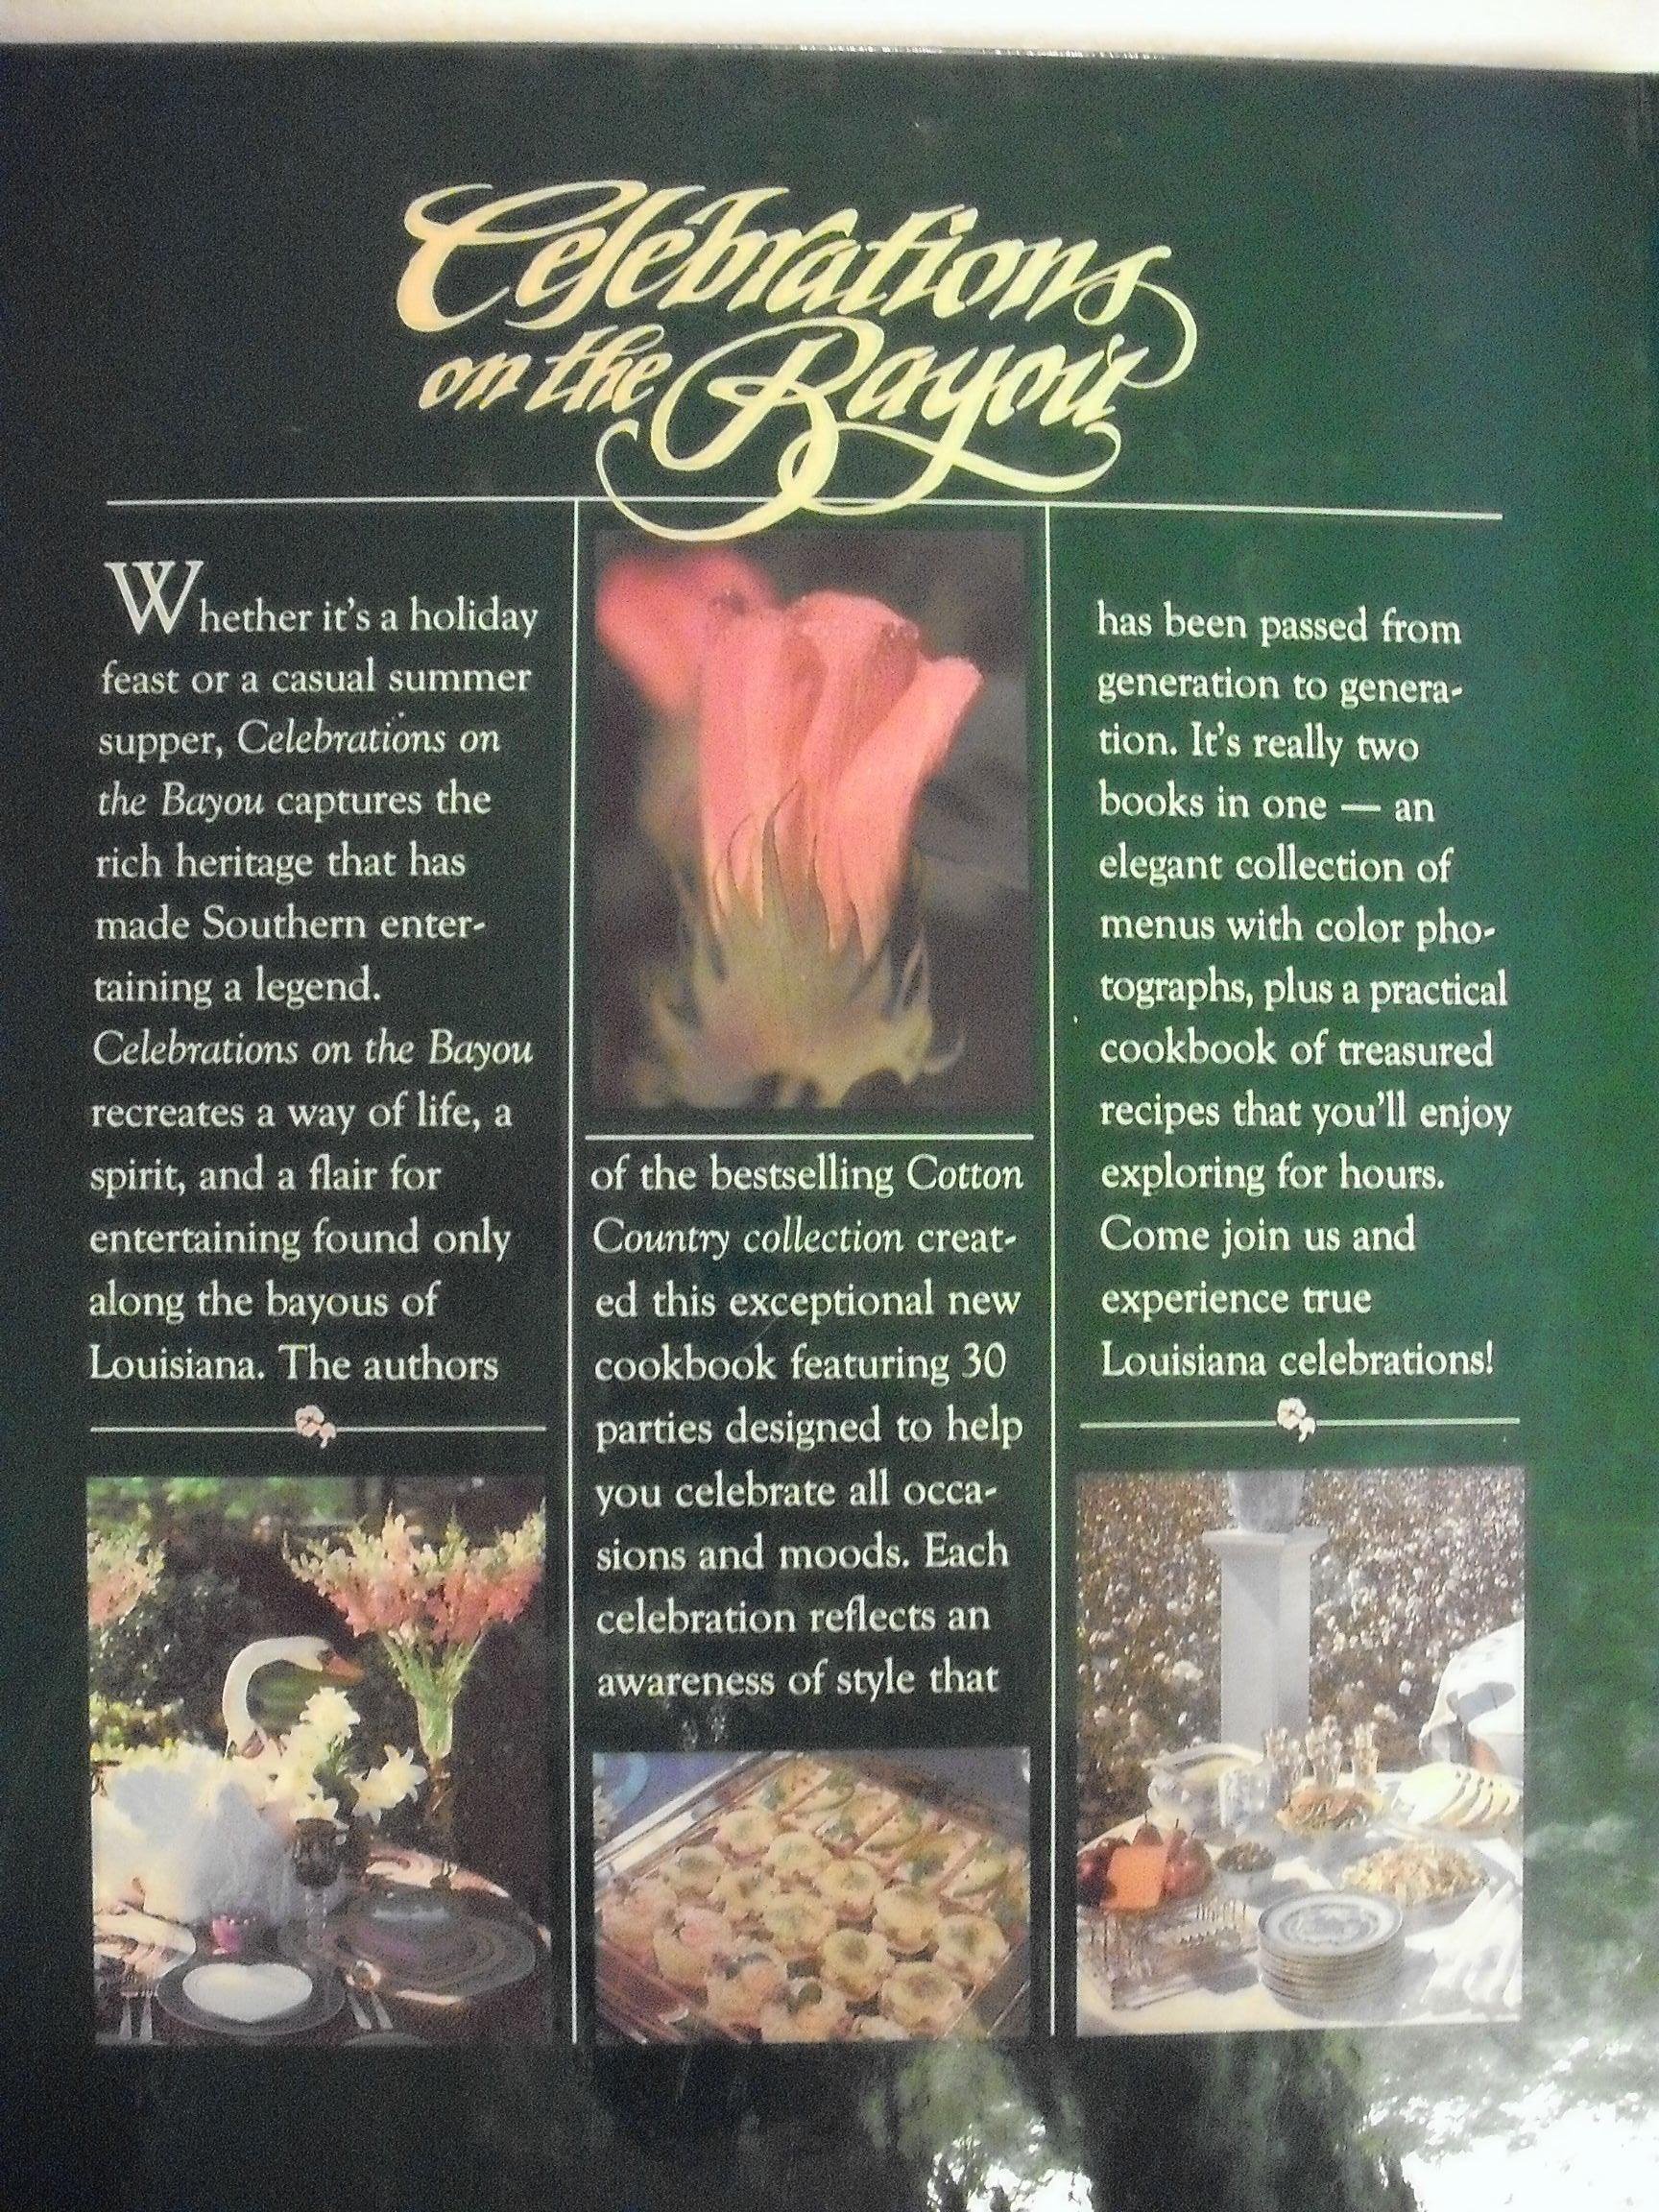 Celebrations
on the Bayou
Whether it's a holiday
feast or a casual summer
supper, Celebrations on
the Bayou captures the
rich heritage that has
made Southern enter-
taining a legend.
Celebrations on the Bayou
recreates a way of life, a
spirit, and a flair for
entertaining found only
along the bayous of
Louisiana. The authors
of the bestselling Cotton
Country collection creat-
ed this exceptional new
cookbook featuring 30
parties designed to help
you celebrate all occa-
sions and moods. Each
celebration reflects an
awareness of style that
has been passed from
generation to genera-
tion. It's really two
books in one — an
elegant collection of
menus with color pho-
tographs, plus a practical
cookbook of treasured
recipes that you'll enjoy
exploring for hours.
Come join us and
experience true
Louisiana celebrations!